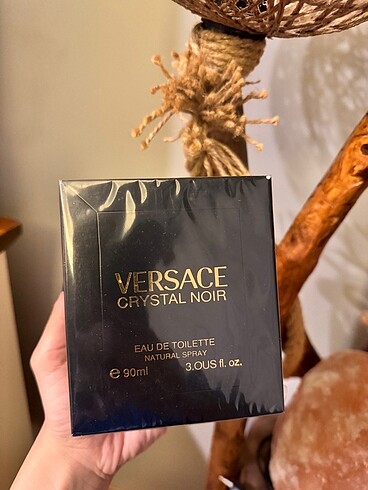 VERSACE
CRYSTAL NOIR
EAU DE TOILETTE
NATURAL SPRAY
℮ 90ml 3.0US fl. oz.